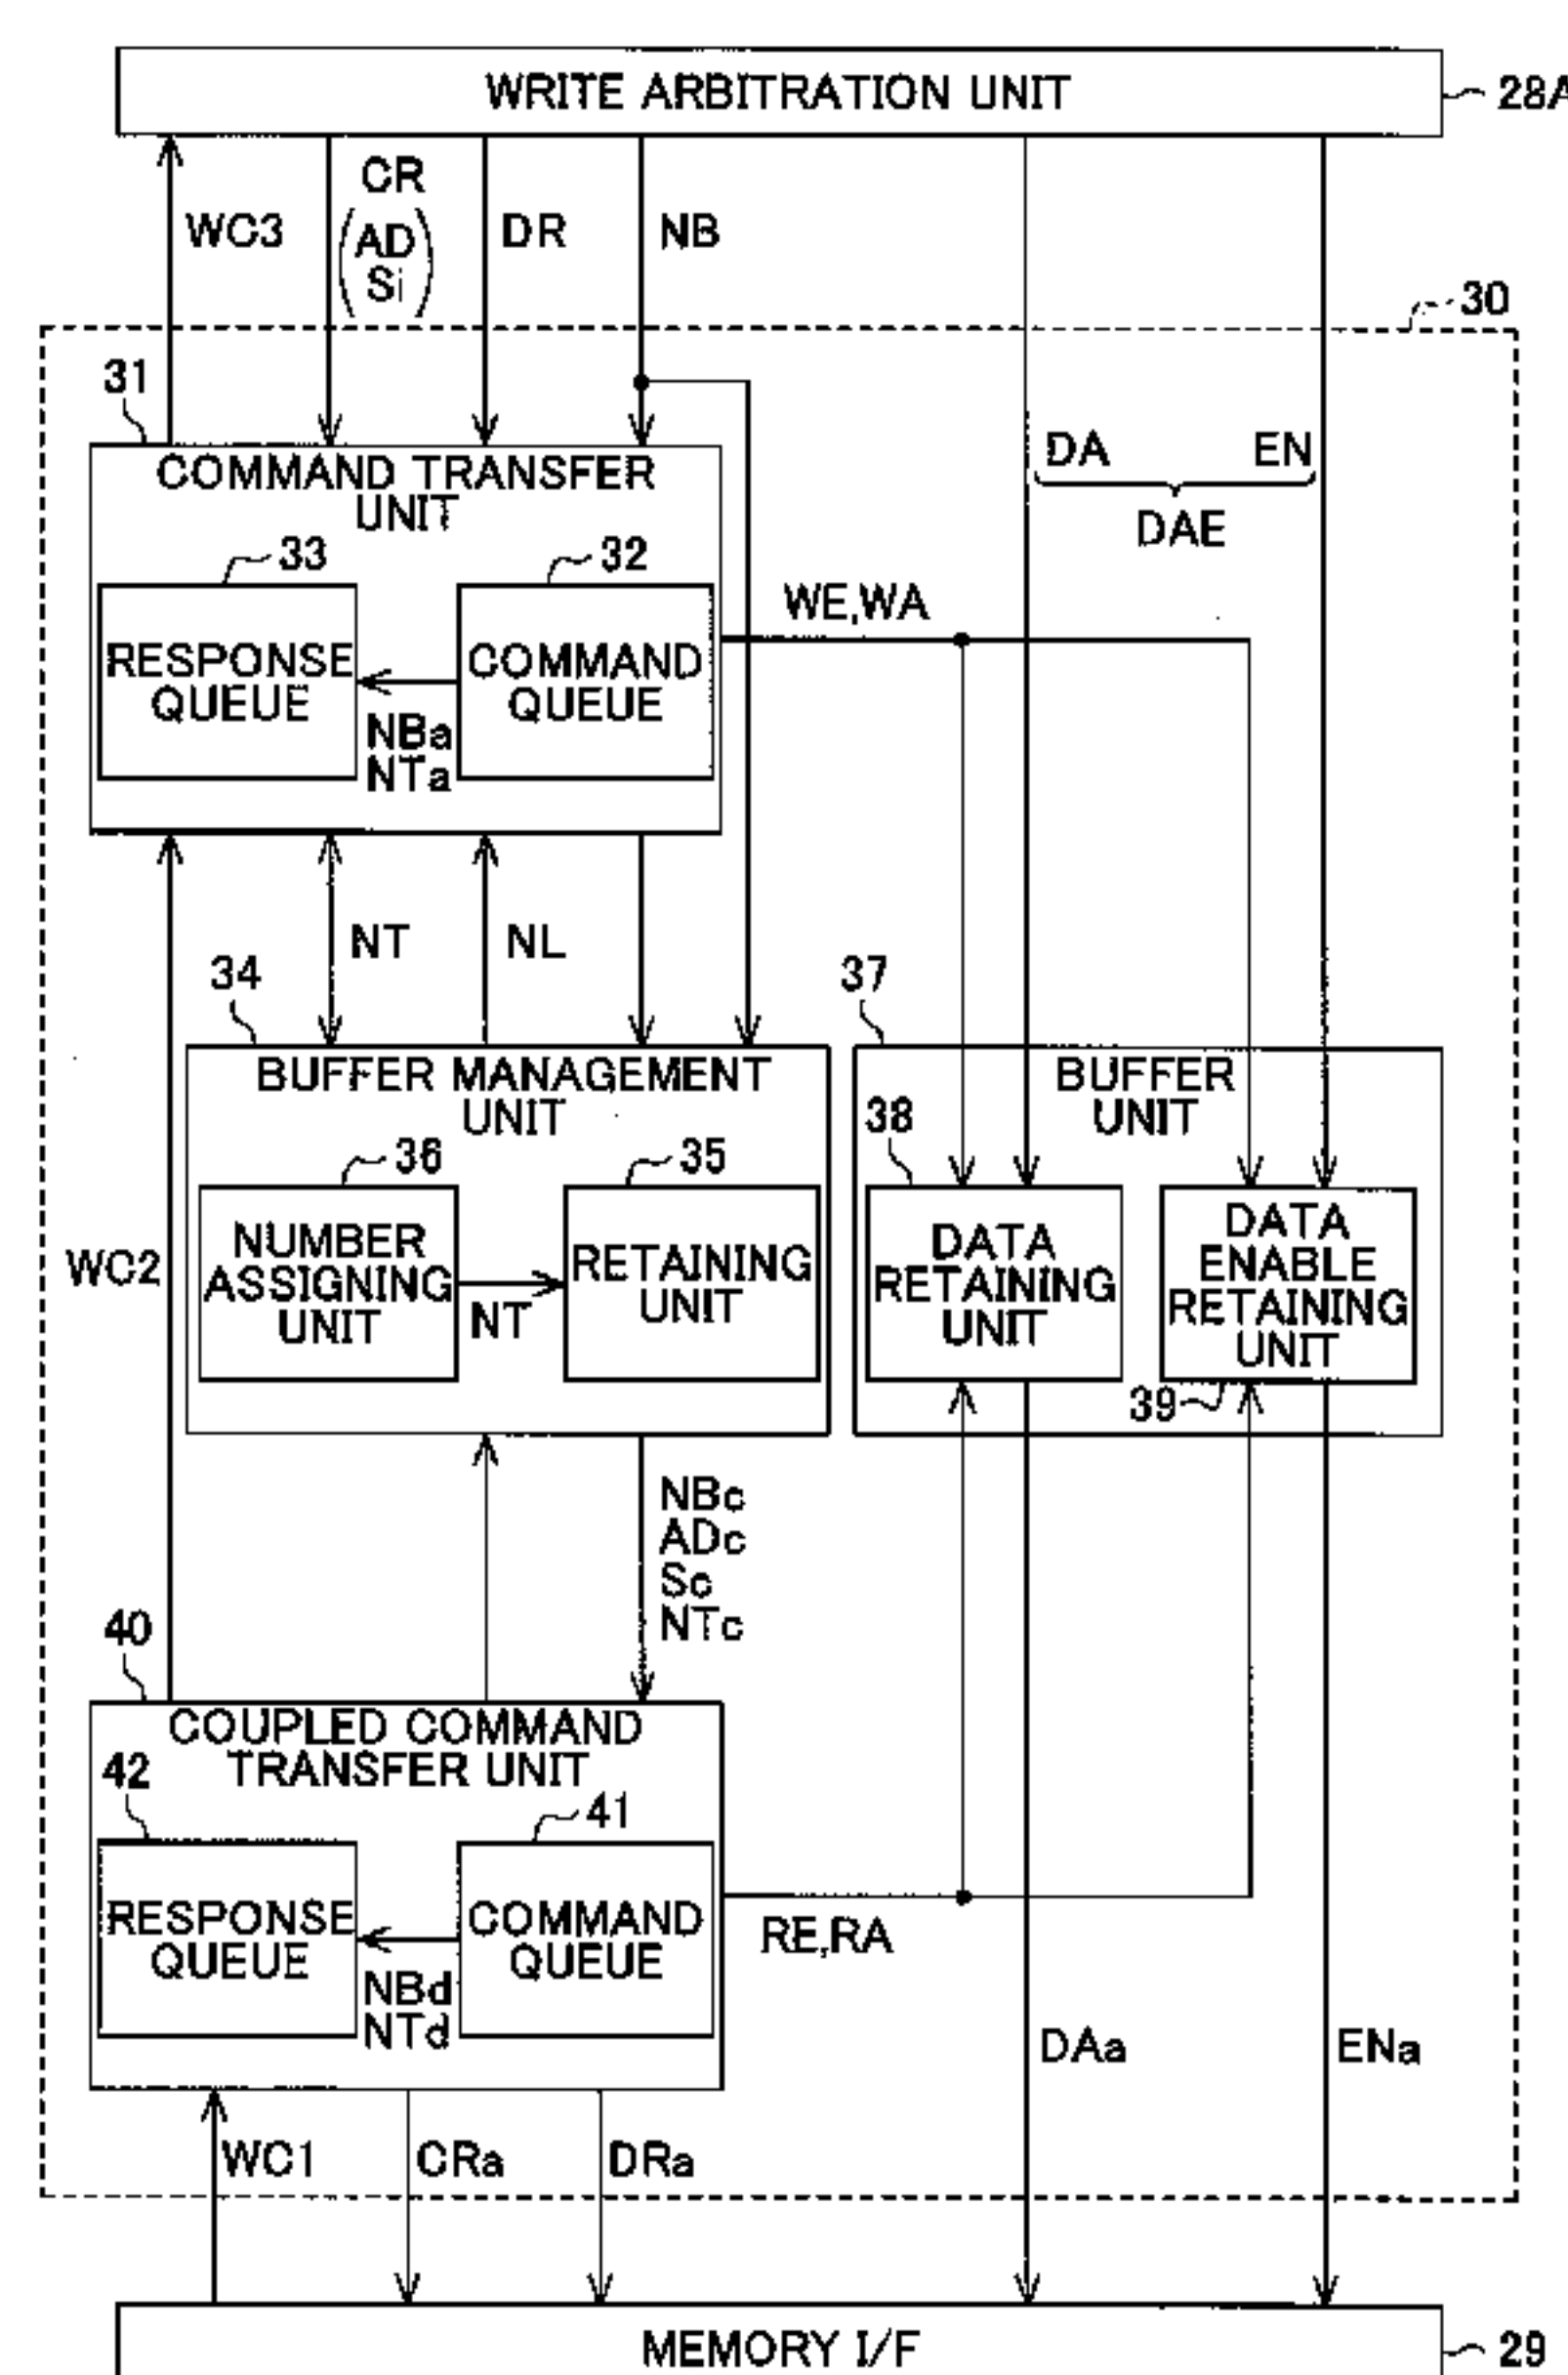 WRITE ARBITRATION UNIT
28A
WC3
CR
(AD
Si)
DR
NB
30
31
COMMAND TRANSFER
UNIT
DA
EN
DAE
33
32
RESPONSE
QUEUE
COMMAND
QUEUE
NBa
NTa
WE,WA
NT
NL
34
37
BUFFER MANAGEMENT
UNIT
BUFFER
UNIT
36
35
38
NUMBER
ASSIGNING
UNIT
NT
RETAINING
UNIT
DATA
RETAINING
UNIT
DATA
ENABLE
RETAINING
UNIT
39
WC2
NBc
ADc
Sc
NTc
40
COUPLED COMMAND
TRANSFER UNIT
42
41
RESPONSE
QUEUE
COMMAND
QUEUE
NBd
NTd
RE,RA
DAa
ENa
WC1
CRa
DRa
MEMORY I/F
29